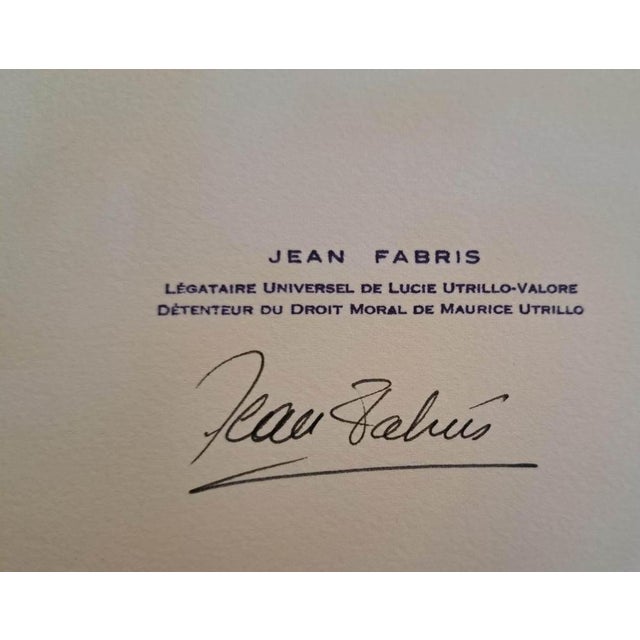 JEAN FABRIS
LÉGATAIRE UNIVERSEL DE LUCIE UTRILLO-VALORE
DÉTENTEUR DU DROIT MORAL DE MAURICE UTRILLO
Jean Fabris